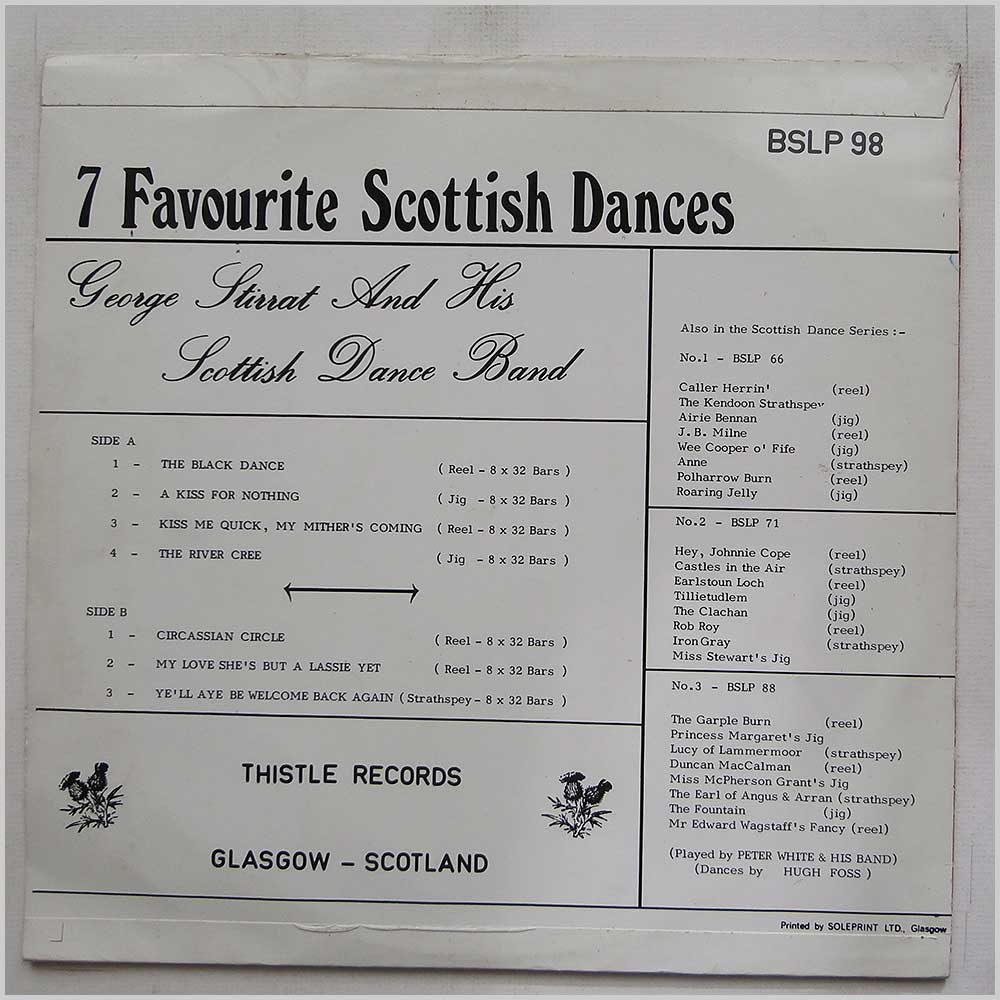 BSLP 98
7 Favourite Scottish Dances
George Stirrat And His
Scottish Dance Band
SIDE A
1 - THE BLACK DANCE ( Reel - 8 x 32 Bars )
2 - A KISS FOR NOTHING ( Jig - 8 x 32 Bars )
3 - KISS ME QUICK, MY MITHER'S COMING ( Reel - 8 x 32 Bars )
4 - THE RIVER CREE ( Jig - 8 x 32 Bars )
SIDE B
1 - CIRCASSIAN CIRCLE ( Reel - 8 x 32 Bars )
2 - MY LOVE SHE'S BUT A LASSIE YET ( Reel - 8 x 32 Bars )
3 - YE'LL AYE BE WELCOME BACK AGAIN ( Strathspey - 8 x 32 Bars )
THISTLE RECORDS
GLASGOW - SCOTLAND
Also in the Scottish Dance Series :-
No.1 - BSLP 66
Caller Herrin' (reel)
The Kendoon Strathspey
Airie Bennan (jig)
J.B. Milne (reel)
Wee Cooper o' Fife (jig)
Anne (strathspey)
Polharrow Burn (reel)
Roaring Jelly (jig)
No.2 - BSLP 71
Hey, Johnnie Cope (reel)
Castles in the Air (strathspey)
Earlstoun Loch (reel)
Tillietudlem (jig)
The Clachan (jig)
Rob Roy (reel)
Iron Gray (strathspey)
Miss Stewart's Jig
No.3 - BSLP 88
The Garple Burn (reel)
Princess Margaret's Jig
Lucy of Lammermoor (strathspey)
Duncan MacCalman (reel)
Miss McPherson Grant's Jig
The Earl of Angus & Arran (strathspey)
The Fountain (jig)
Mr Edward Wagstaff's Fancy (reel)
(Played by PETER WHITE & HIS BAND)
(Dances by HUGH FOSS )
Printed by SOLEPRINT LTD., Glasgow